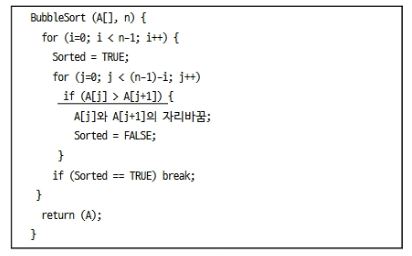 BubbleSort (A[], n) {
for (i=0; i < n-1; i++) {
Sorted = TRUE;
for (j=0; j < (n-1)-i; j++)
if (A[j] > A[j+1]) {
A[j]와 A[j+1]의 자리바꿈;
Sorted = FALSE;
}
if (Sorted == TRUE) break;
}
return (A);
}